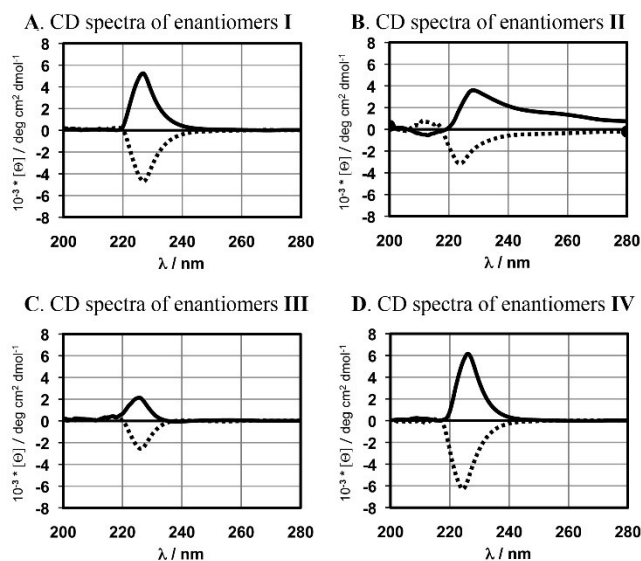 A. CD spectra of enantiomers I
10⁻³ * [Θ] / deg cm² dmol⁻¹
8
6
4
2
0
-2
-4
-6
-8
200 220 240 260 280
λ / nm
B. CD spectra of enantiomers II
10⁻³ * [Θ] / deg cm² dmol⁻¹
8
6
4
2
0
-2
-4
-6
-8
200 220 240 260 280
λ / nm
C. CD spectra of enantiomers III
10⁻³ * [Θ] / deg cm² dmol⁻¹
8
6
4
2
0
-2
-4
-6
-8
200 220 240 260 280
λ / nm
D. CD spectra of enantiomers IV
10⁻³ * [Θ] / deg cm² dmol⁻¹
8
6
4
2
0
-2
-4
-6
-8
200 220 240 260 280
λ / nm